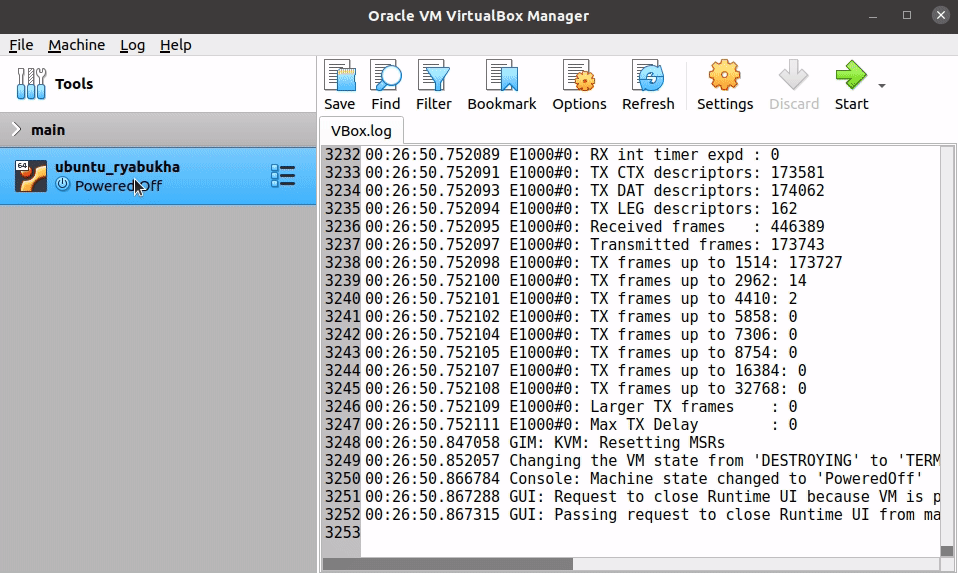 Oracle VM VirtualBox Manager
File Machine Log Help
Tools
Save Find Filter Bookmark Options Refresh Settings Discard Start
main
VBox.log
64
ubuntu_ryabukha
Powered Off
3232 00:26:50.752089 E1000#0: RX int timer expd : 0
3233 00:26:50.752091 E1000#0: TX CTX descriptors: 173581
3234 00:26:50.752093 E1000#0: TX DAT descriptors: 174062
3235 00:26:50.752094 E1000#0: TX LEG descriptors: 162
3236 00:26:50.752095 E1000#0: Received frames   : 446389
3237 00:26:50.752097 E1000#0: Transmitted frames: 173743
3238 00:26:50.752098 E1000#0: TX frames up to 1514: 173727
3239 00:26:50.752100 E1000#0: TX frames up to 2962: 14
3240 00:26:50.752101 E1000#0: TX frames up to 4410: 2
3241 00:26:50.752102 E1000#0: TX frames up to 5858: 0
3242 00:26:50.752104 E1000#0: TX frames up to 7306: 0
3243 00:26:50.752105 E1000#0: TX frames up to 8754: 0
3244 00:26:50.752107 E1000#0: TX frames up to 16384: 0
3245 00:26:50.752108 E1000#0: TX frames up to 32768: 0
3246 00:26:50.752109 E1000#0: Larger TX frames    : 0
3247 00:26:50.752111 E1000#0: Max TX Delay        : 0
3248 00:26:50.847058 GIM: KVM: Resetting MSRs
3249 00:26:50.852057 Changing the VM state from 'DESTROYING' to 'TERM
3250 00:26:50.866784 Console: Machine state changed to 'PoweredOff'
3251 00:26:50.867288 GUI: Request to close Runtime UI because VM is p
3252 00:26:50.867315 GUI: Passing request to close Runtime UI from ma
3253